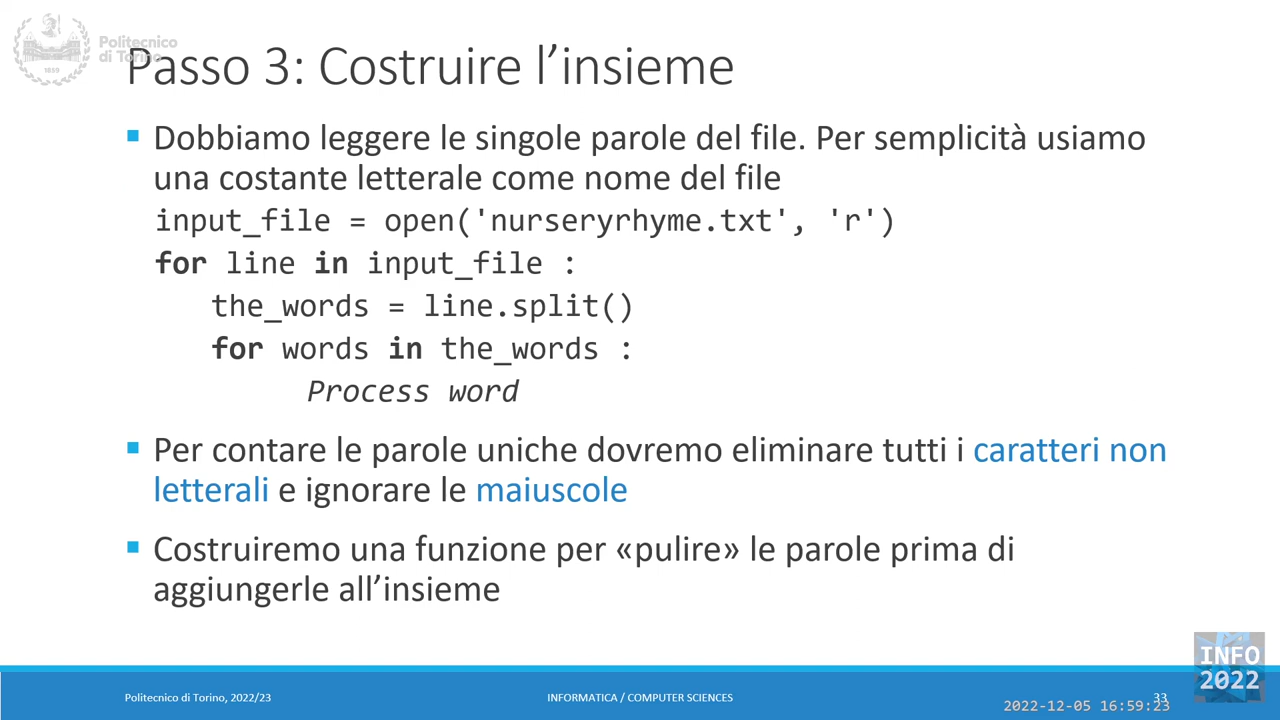 Politecnico
di Torino
1859
Passo 3: Costruire l’insieme
▪ Dobbiamo leggere le singole parole del file. Per semplicità usiamo
una costante letterale come nome del file
input_file = open('nurseryrhyme.txt', 'r')
for line in input_file :
the_words = line.split()
for words in the_words :
Process word
▪ Per contare le parole uniche dovremo eliminare tutti i caratteri non
letterali e ignorare le maiuscole
▪ Costruiremo una funzione per «pulire» le parole prima di
aggiungerle all’insieme
INFO
2022
Politecnico di Torino, 2022/23
INFORMATICA / COMPUTER SCIENCES
33
2022-12-05 16:59:23